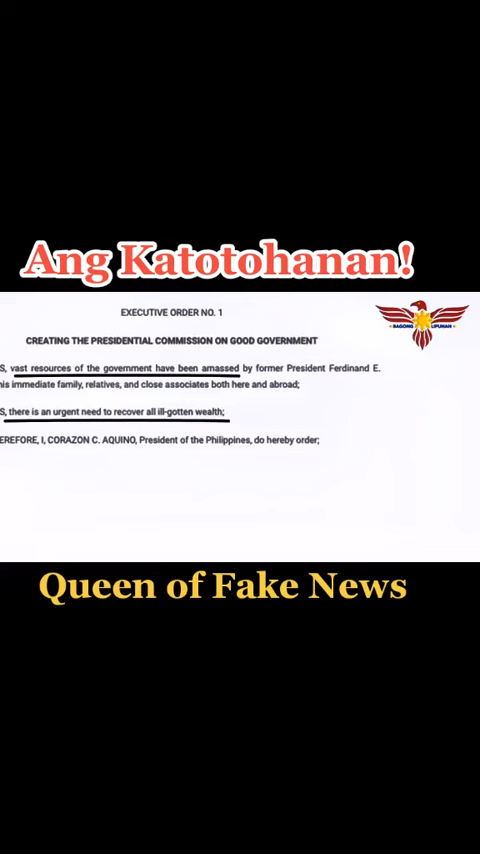 Ang Katotohanan!
EXECUTIVE ORDER NO. 1
BAGONG LIPUNAN
CREATING THE PRESIDENTIAL COMMISSION ON GOOD GOVERNMENT
S, vast resources of the government have been amassed by former President Ferdinand E.
his immediate family, relatives, and close associates both here and abroad;
S, there is an urgent need to recover all ill-gotten wealth;
EREFORE, I, CORAZON C. AQUINO, President of the Philippines, do hereby order;
Queen of Fake News